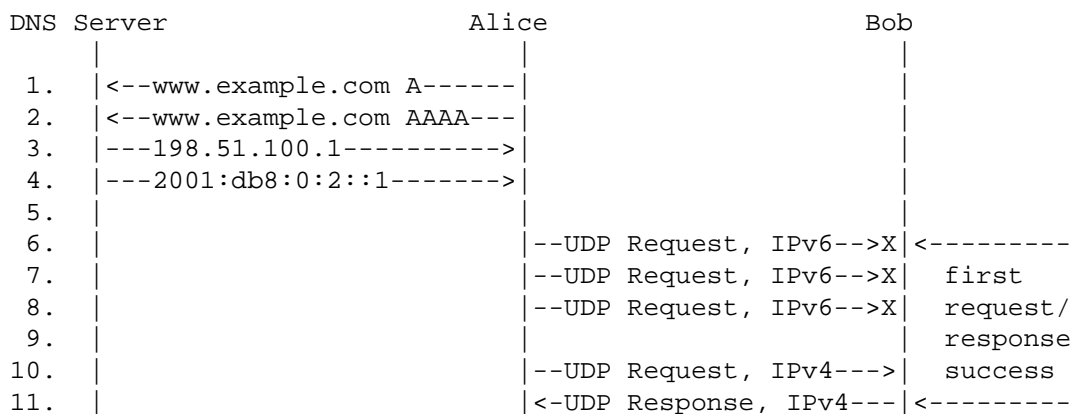 DNS Server                   Alice                    Bob
     |                          |                       |
 1.  |<--www.example.com A------|                       |
 2.  |<--www.example.com AAAA---|                       |
 3.  |---198.51.100.1---------->|                       |
 4.  |---2001:db8:0:2::1------->|                       |
 5.  |                          |                       |
 6.  |                          |--UDP Request, IPv6-->X|<---------
 7.  |                          |--UDP Request, IPv6-->X|  first
 8.  |                          |--UDP Request, IPv6-->X|  request/
 9.  |                          |                       |  response
10.  |                          |--UDP Request, IPv4--->|  success
11.  |                          |<-UDP Response, IPv4---|<---------